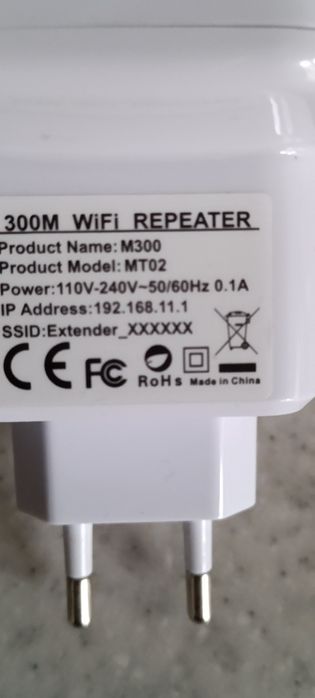 300M WiFi REPEATER
Product Name:M300
Product Model:MT02
Power:110V-240V~50/60Hz 0.1A
IP Address:192.168.11.1
SSID:Extender_XXXXXX
CE FC RoHs Made in China